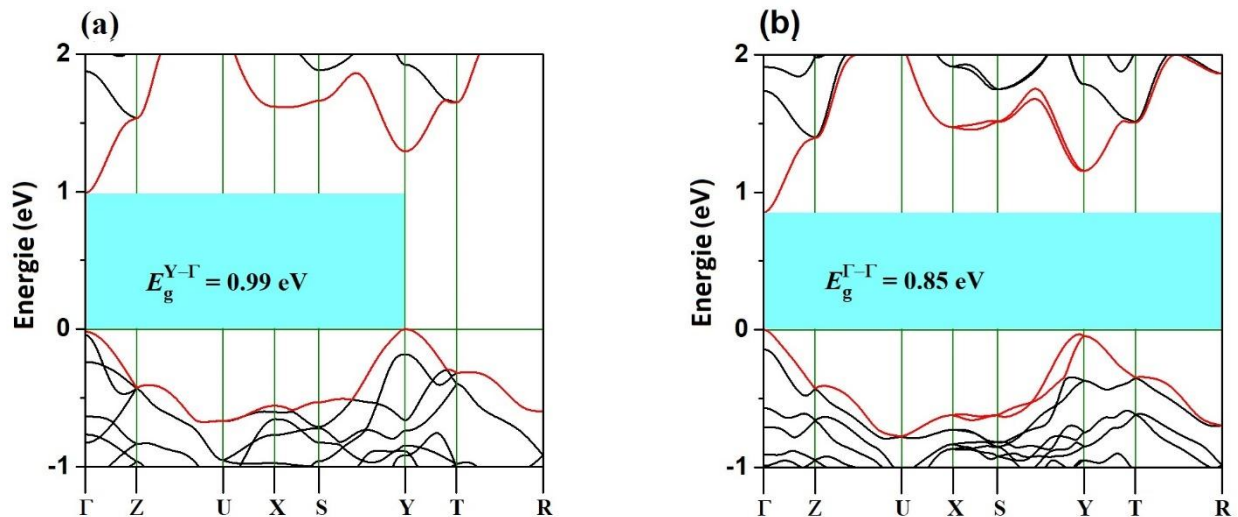 (a)
2
1
0
-1
Energie (eV)
E_g^{Y–Γ} = 0.99 eV
Γ Z U X S Y T R
(b)
2
1
0
-1
Energie (eV)
E_g^{Γ–Γ} = 0.85 eV
Γ Z U X S Y T R